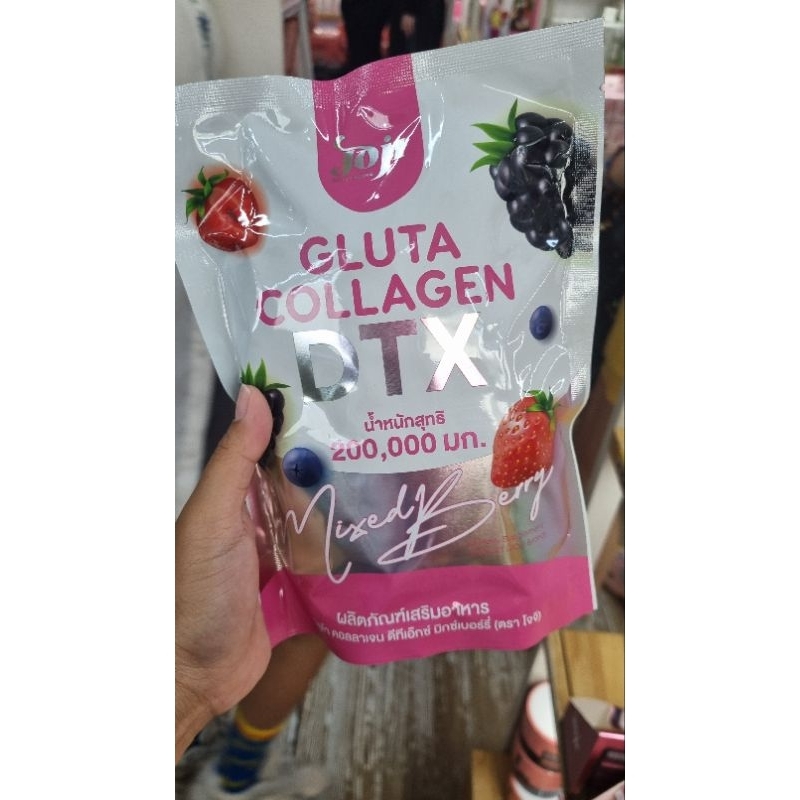 joji
GLUTA
COLLAGEN
DTX
น้ำหนักสุทธิ
200,000 มก.
Mixed Berry
ผลิตภัณฑ์เสริมอาหาร
คอลลาเจน ดีทีเอ็กซ์ มิกซ์เบอร์รี่ (ตรา โจจิ)